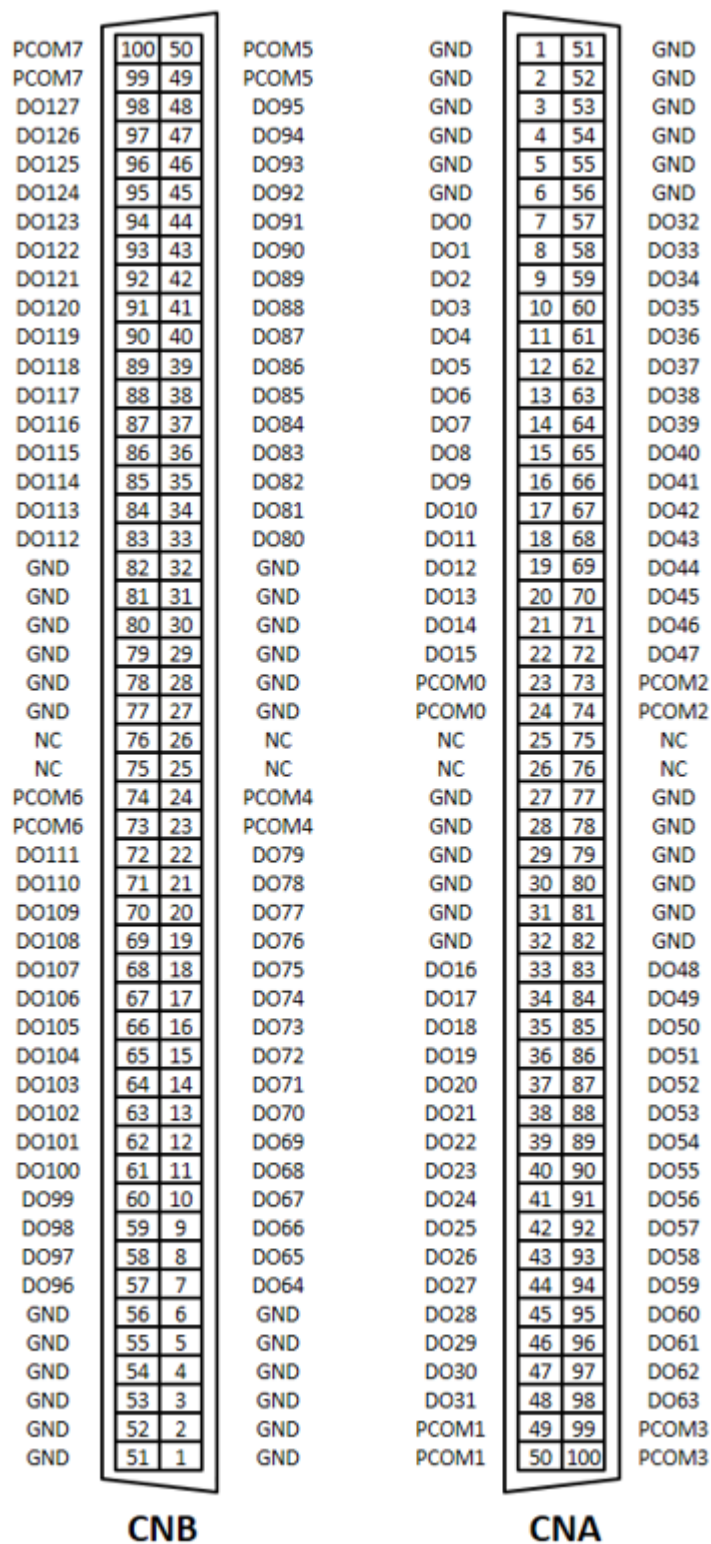 PCOM7 100 50 PCOM5 GND 1 51 GND
PCOM7 99 49 PCOM5 GND 2 52 GND
DO127 98 48 DO95 GND 3 53 GND
DO126 97 47 DO94 GND 4 54 GND
DO125 96 46 DO93 GND 5 55 GND
DO124 95 45 DO92 GND 6 56 GND
DO123 94 44 DO91 DO0 7 57 DO32
DO122 93 43 DO90 DO1 8 58 DO33
DO121 92 42 DO89 DO2 9 59 DO34
DO120 91 41 DO88 DO3 10 60 DO35
DO119 90 40 DO87 DO4 11 61 DO36
DO118 89 39 DO86 DO5 12 62 DO37
DO117 88 38 DO85 DO6 13 63 DO38
DO116 87 37 DO84 DO7 14 64 DO39
DO115 86 36 DO83 DO8 15 65 DO40
DO114 85 35 DO82 DO9 16 66 DO41
DO113 84 34 DO81 DO10 17 67 DO42
DO112 83 33 DO80 DO11 18 68 DO43
GND 82 32 GND DO12 19 69 DO44
GND 81 31 GND DO13 20 70 DO45
GND 80 30 GND DO14 21 71 DO46
GND 79 29 GND DO15 22 72 DO47
GND 78 28 GND PCOM0 23 73 PCOM2
GND 77 27 GND PCOM0 24 74 PCOM2
NC 76 26 NC NC 25 75 NC
NC 75 25 NC NC 26 76 NC
PCOM6 74 24 PCOM4 GND 27 77 GND
PCOM6 73 23 PCOM4 GND 28 78 GND
DO111 72 22 DO79 GND 29 79 GND
DO110 71 21 DO78 GND 30 80 GND
DO109 70 20 DO77 GND 31 81 GND
DO108 69 19 DO76 GND 32 82 GND
DO107 68 18 DO75 DO16 33 83 DO48
DO106 67 17 DO74 DO17 34 84 DO49
DO105 66 16 DO73 DO18 35 85 DO50
DO104 65 15 DO72 DO19 36 86 DO51
DO103 64 14 DO71 DO20 37 87 DO52
DO102 63 13 DO70 DO21 38 88 DO53
DO101 62 12 DO69 DO22 39 89 DO54
DO100 61 11 DO68 DO23 40 90 DO55
DO99 60 10 DO67 DO24 41 91 DO56
DO98 59 9 DO66 DO25 42 92 DO57
DO97 58 8 DO65 DO26 43 93 DO58
DO96 57 7 DO64 DO27 44 94 DO59
GND 56 6 GND DO28 45 95 DO60
GND 55 5 GND DO29 46 96 DO61
GND 54 4 GND DO30 47 97 DO62
GND 53 3 GND DO31 48 98 DO63
GND 52 2 GND PCOM1 49 99 PCOM3
GND 51 1 GND PCOM1 50 100 PCOM3
CNB CNA